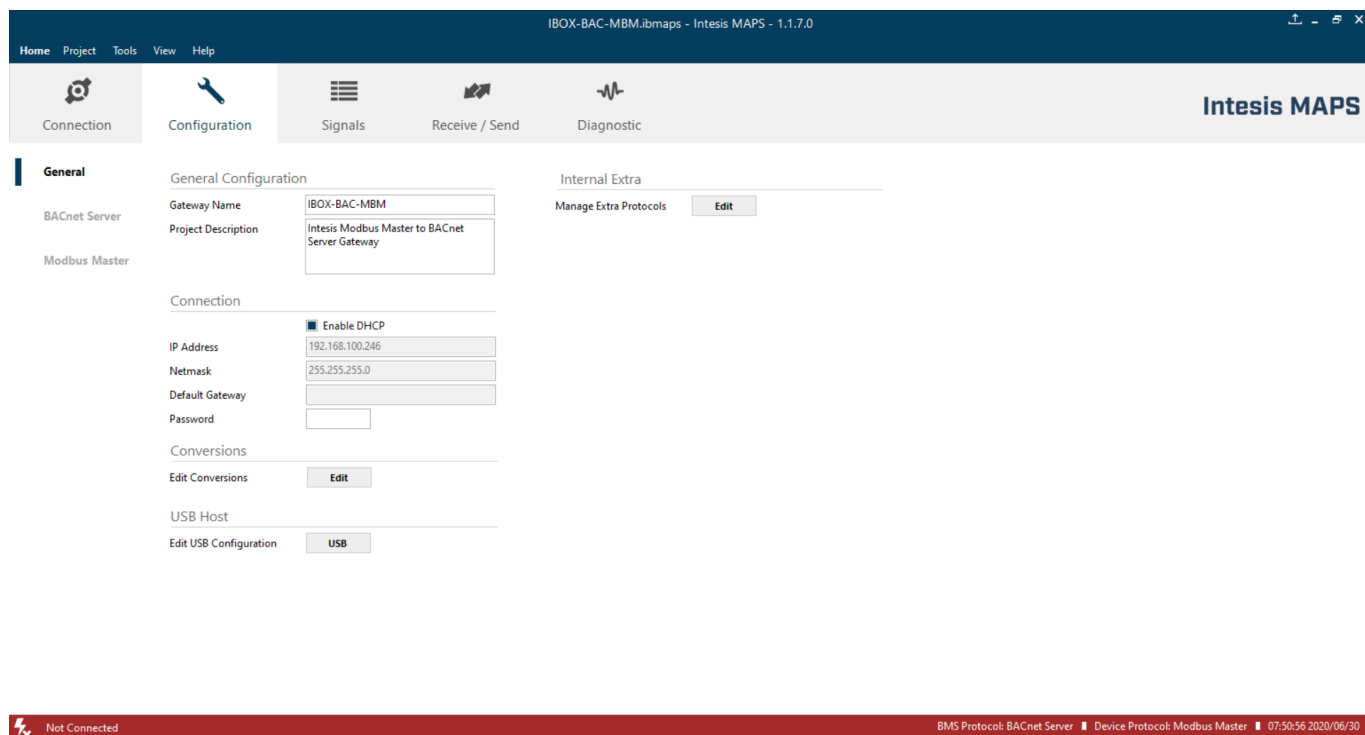 IBOX-BAC-MBM.ibmaps - Intesis MAPS - 1.1.7.0
Home Project Tools View Help
Connection Configuration Signals Receive / Send Diagnostic
Intesis MAPS
General
BACnet Server
Modbus Master
General Configuration
Gateway Name IBOX-BAC-MBM
Project Description Intesis Modbus Master to BACnet
Server Gateway
Connection
Enable DHCP
IP Address 192.168.100.246
Netmask 255.255.255.0
Default Gateway
Password
Conversions
Edit Conversions Edit
USB Host
Edit USB Configuration USB
Internal Extra
Manage Extra Protocols Edit
Not Connected
BMS Protocol: BACnet Server Device Protocol: Modbus Master 07:50:56 2020/06/30